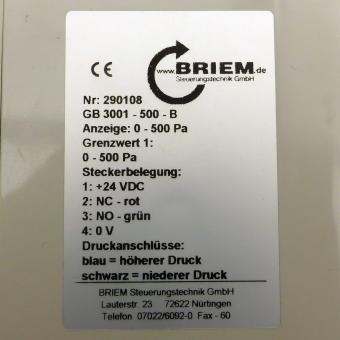 CE
www.BRIEM.de
Steuerungstechnik GmbH
Nr: 290108
GB 3001 - 500 - B
Anzeige: 0 - 500 Pa
Grenzwert 1:
0 - 500 Pa
Steckerbelegung:
1: +24 VDC
2: NC - rot
3: NO - grün
4: 0 V
Druckanschlüsse:
blau = höherer Druck
schwarz = niederer Druck
BRIEM Steuerungstechnik GmbH
Lauterstr. 23 72622 Nürtingen
Telefon 07022/6092-0 Fax - 60